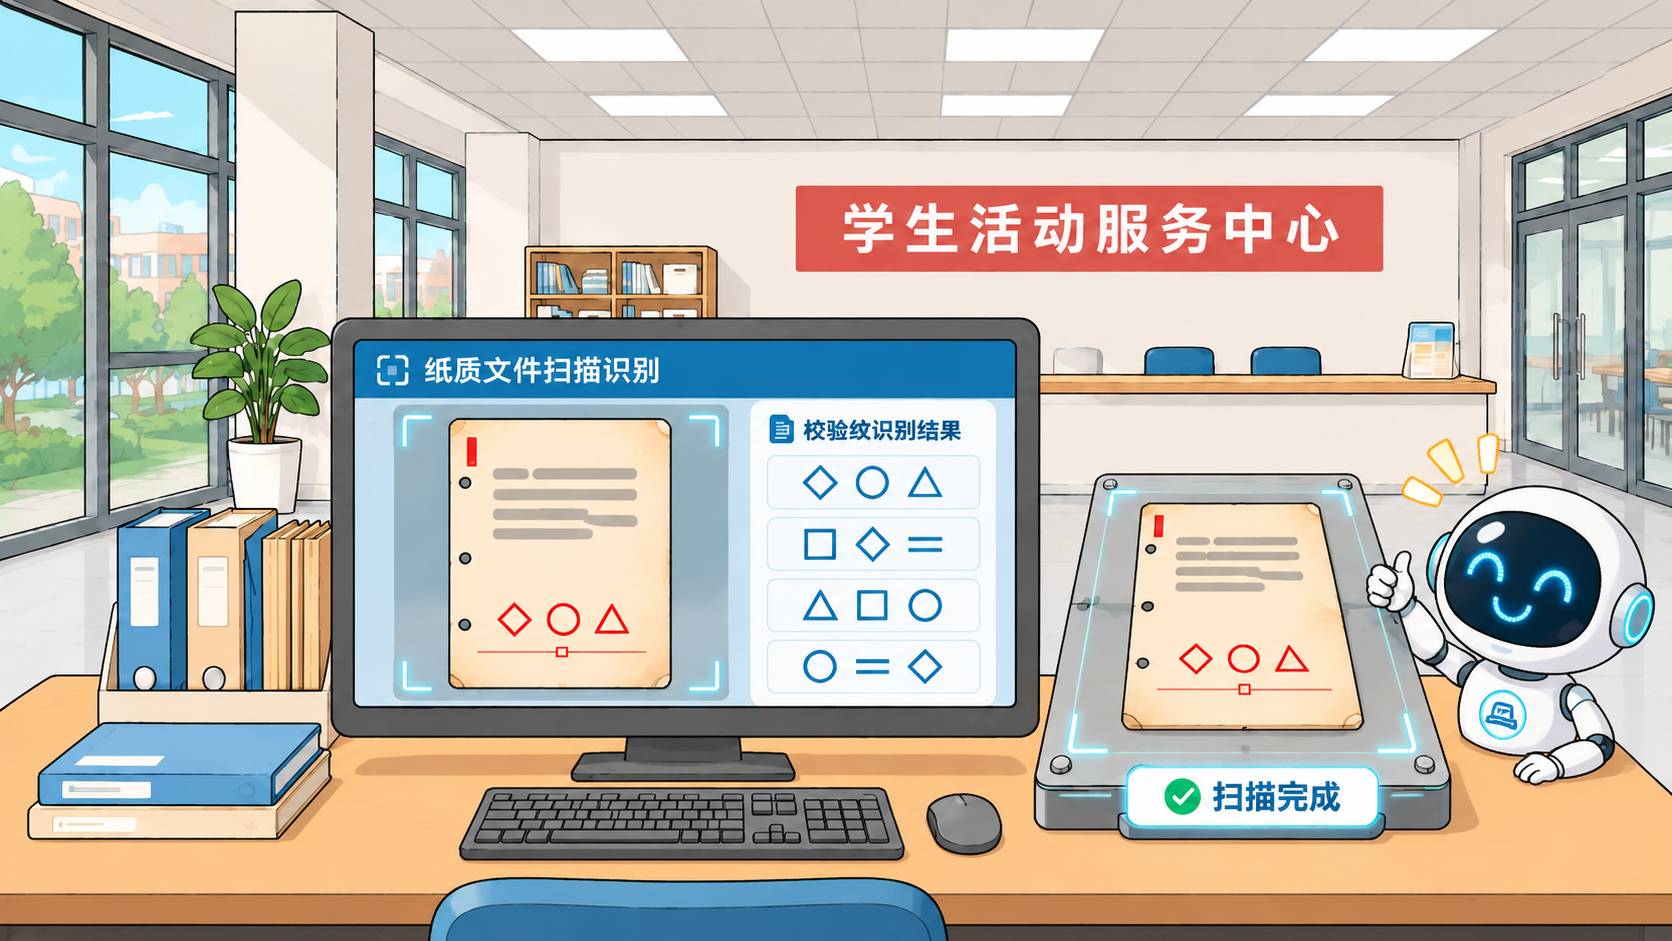 学生活动服务中心
纸质文件扫描识别
校验纹识别结果
扫描完成